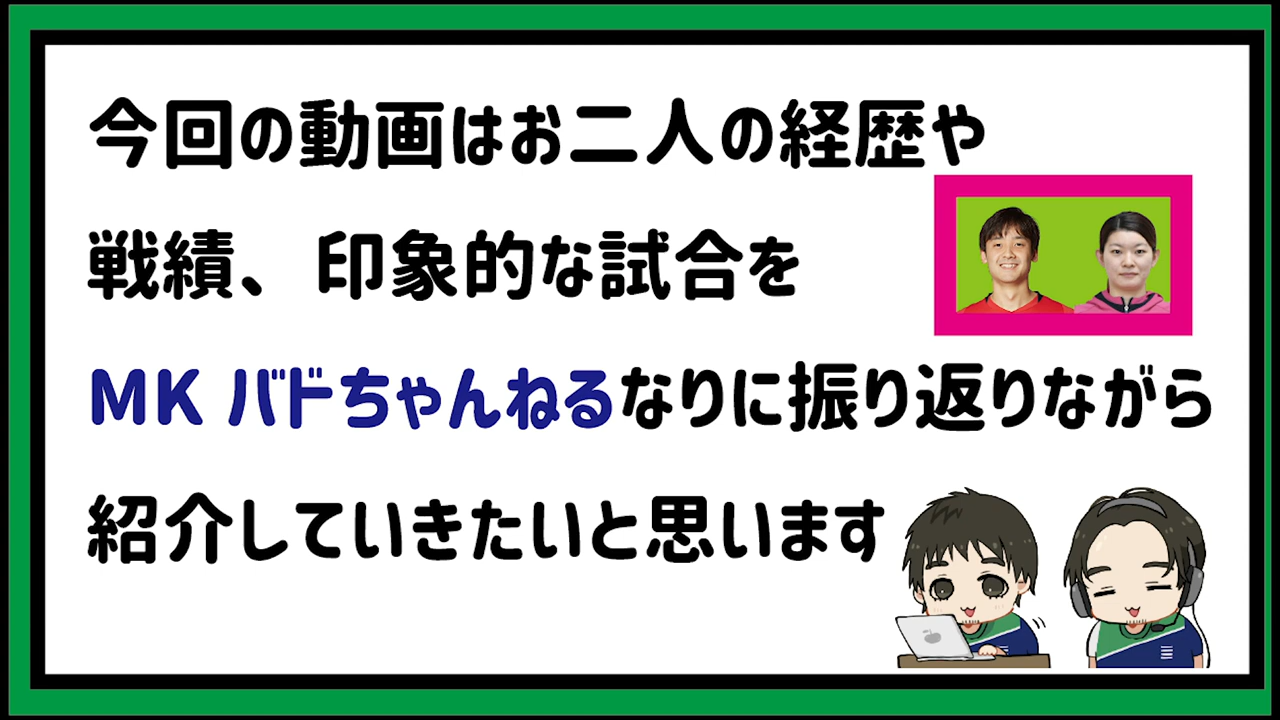 今回の動画はお二人の経歴や
戦績、印象的な試合を
MK バドちゃんねるなりに振り返りながら
紹介していきたいと思います